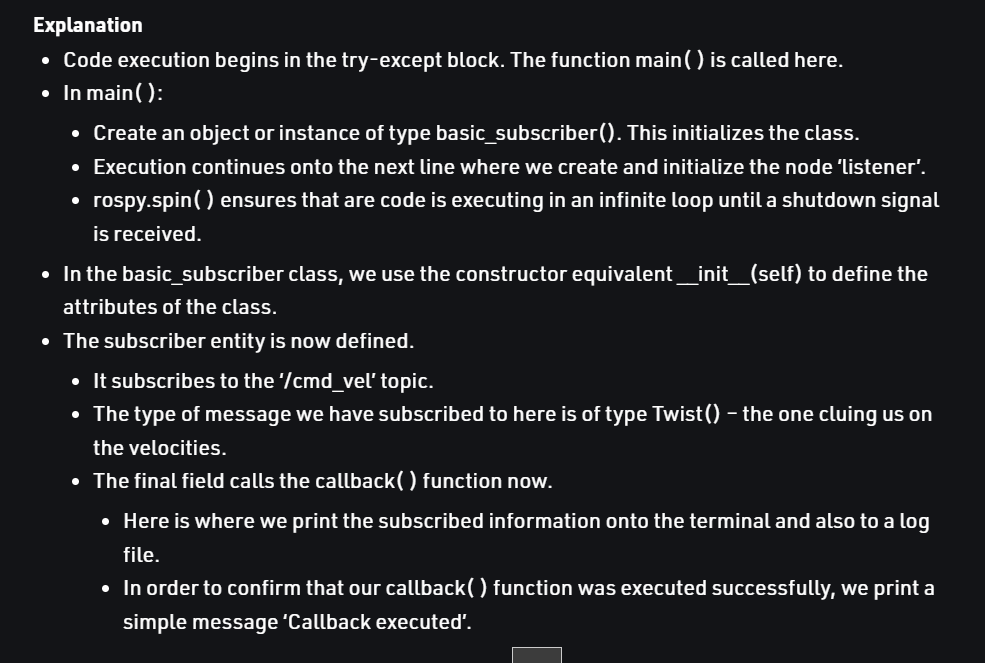 Explanation
• Code execution begins in the try-except block. The function main( ) is called here.
• In main( ):
• Create an object or instance of type basic_subscriber(). This initializes the class.
• Execution continues onto the next line where we create and initialize the node ‘listener’.
• rospy.spin( ) ensures that are code is executing in an infinite loop until a shutdown signal
is received.
• In the basic_subscriber class, we use the constructor equivalent __init__(self) to define the
attributes of the class.
• The subscriber entity is now defined.
• It subscribes to the ‘/cmd_vel’ topic.
• The type of message we have subscribed to here is of type Twist() – the one cluing us on
the velocities.
• The final field calls the callback( ) function now.
• Here is where we print the subscribed information onto the terminal and also to a log
file.
• In order to confirm that our callback( ) function was executed successfully, we print a
simple message ‘Callback executed’.